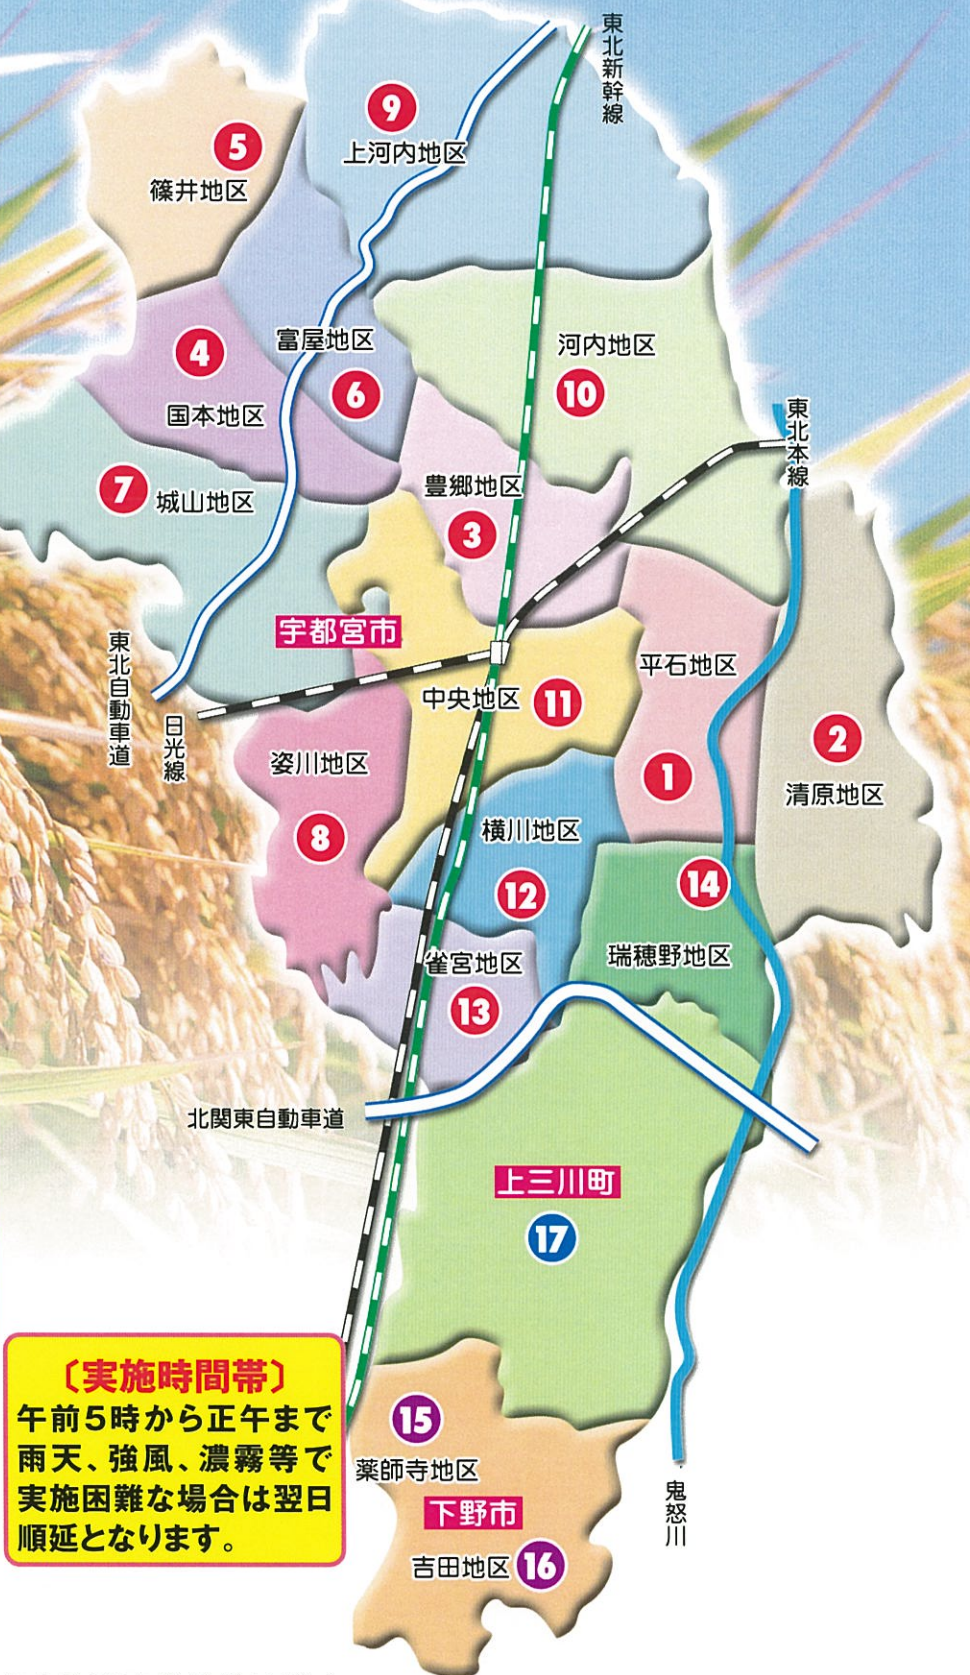 東北新幹線
9
上河内地区
5
篠井地区
富屋地区
6
4
国本地区
河内地区
10
東北本線
7
城山地区
豊郷地区
3
宇都宮市
東北自動車道
日光線
中央地区
11
平石地区
1
2
清原地区
姿川地区
8
横川地区
12
14
瑞穂野地区
雀宮地区
13
北関東自動車道
上三川町
17
〔実施時間帯〕
午前5時から正午まで
雨天、強風、濃霧等で
実施困難な場合は翌日
順延となります。
15
薬師寺地区
下野市
吉田地区
16
鬼怒川